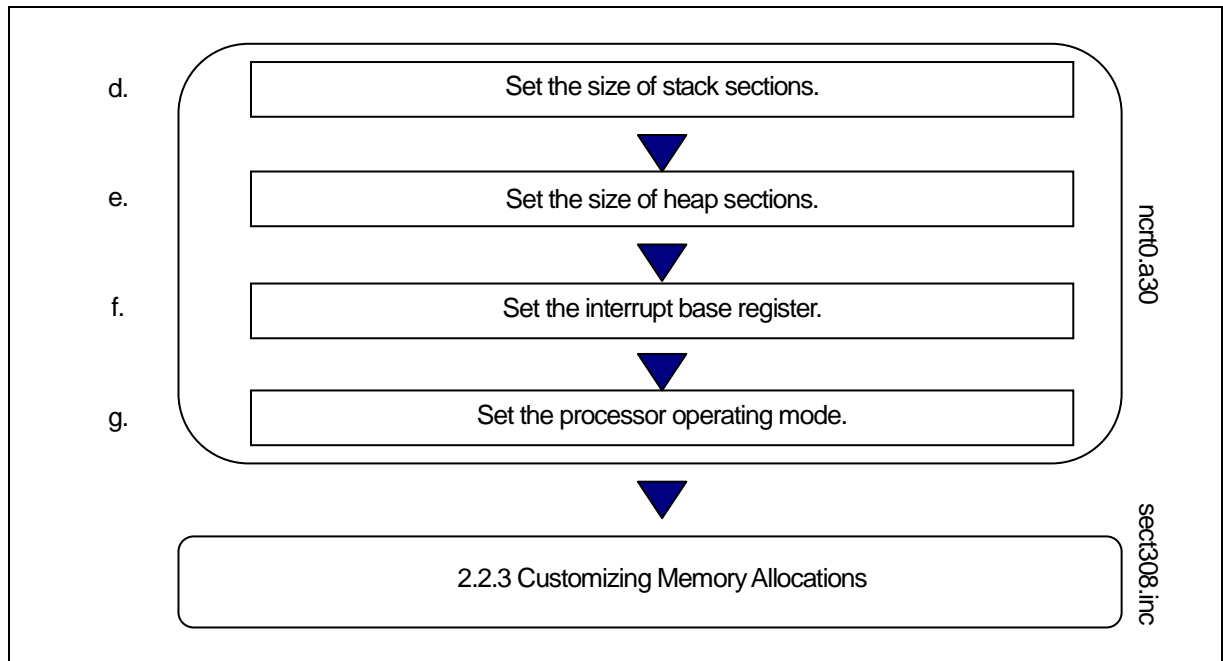 d.
Set the size of stack sections.
e.
Set the size of heap sections.
f.
Set the interrupt base register.
g.
Set the processor operating mode.
ncrt0.a30
2.2.3 Customizing Memory Allocations
sect308.inc